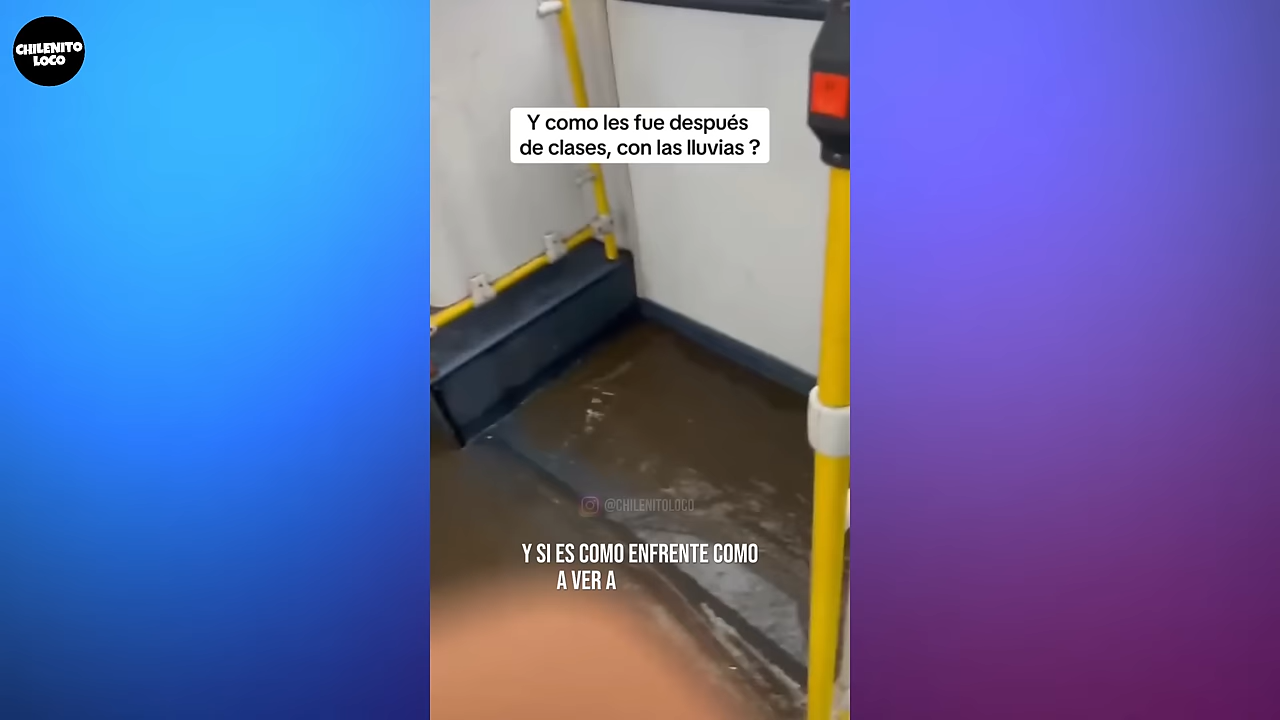 CHILENITO
LOCO
Y como les fue después
de clases, con las lluvias ?
@CHILENITOLOCO
Y SI ES COMO ENFRENTE COMO
A VER A